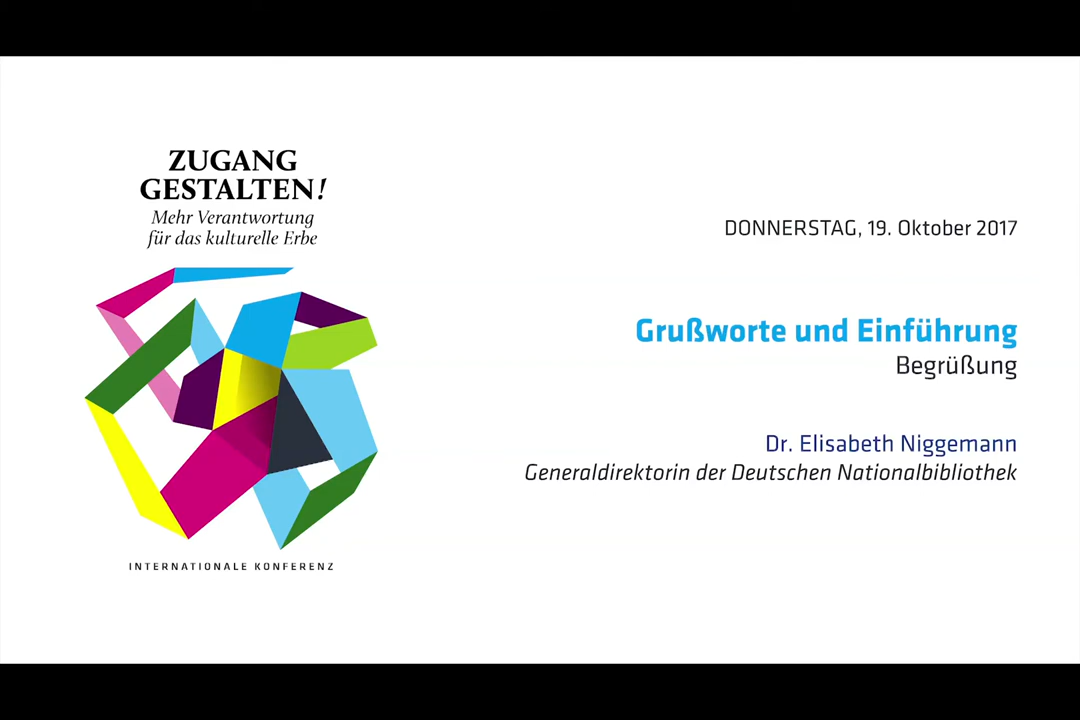 ZUGANG
GESTALTEN!
Mehr Verantwortung
für das kulturelle Erbe
INTERNATIONALE KONFERENZ
DONNERSTAG, 19. Oktober 2017
Grußworte und Einführung
Begrüßung
Dr. Elisabeth Niggemann
Generaldirektorin der Deutschen Nationalbibliothek